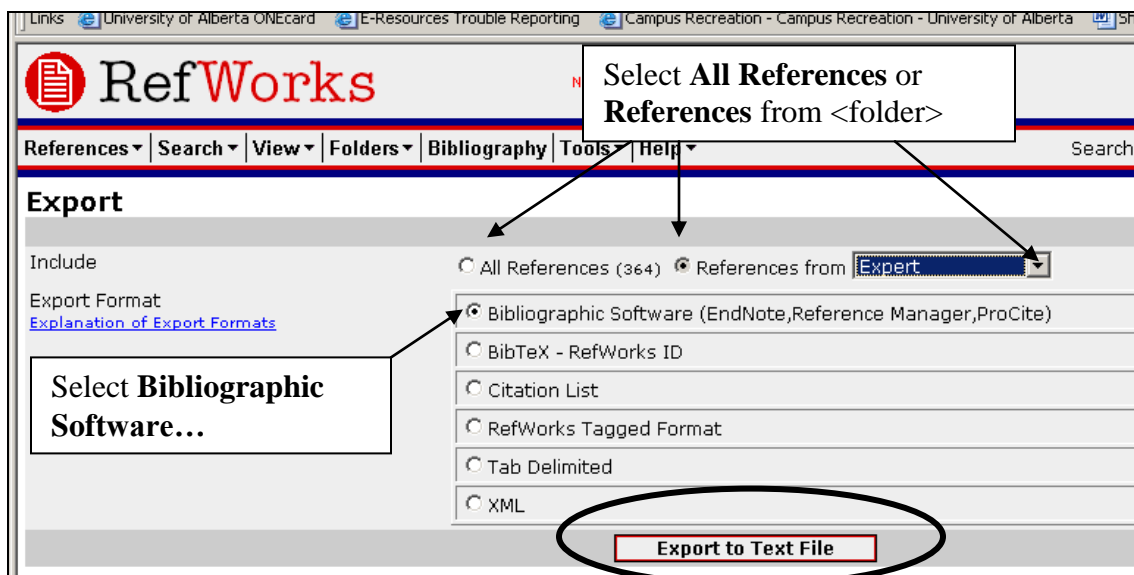 Links University of Alberta ONEcard E-Resources Trouble Reporting Campus Recreation - Campus Recreation - University of Alberta
RefWorks
Select All References or
References from <folder>
References Search View Folders Bibliography Tools Help Search
Export
Include All References (364) References from Expert
Export Format
Explanation of Export Formats
Bibliographic Software (EndNote,Reference Manager,ProCite)
BibTeX - RefWorks ID
Select Bibliographic
Software…
Citation List
RefWorks Tagged Format
Tab Delimited
XML
Export to Text File